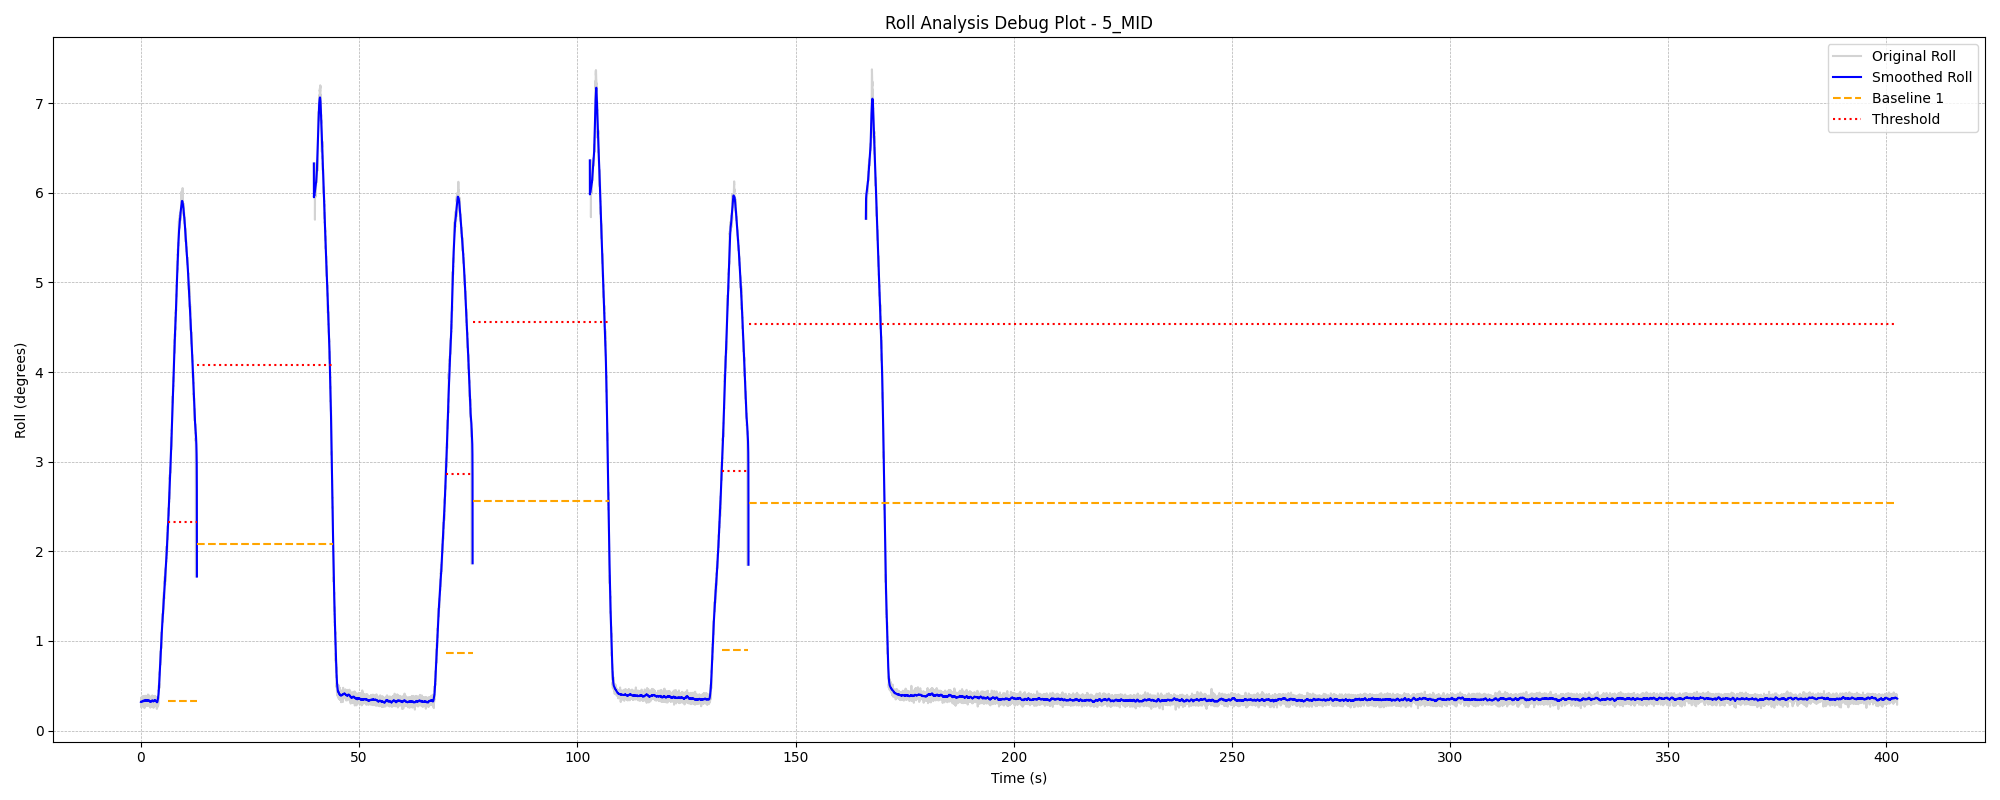 Roll Analysis Debug Plot - 5_MID
Original Roll
Smoothed Roll
Baseline 1
Threshold
Roll (degrees)
7
6
5
4
3
2
1
0
0 50 100 150 200 250 300 350 400
Time (s)